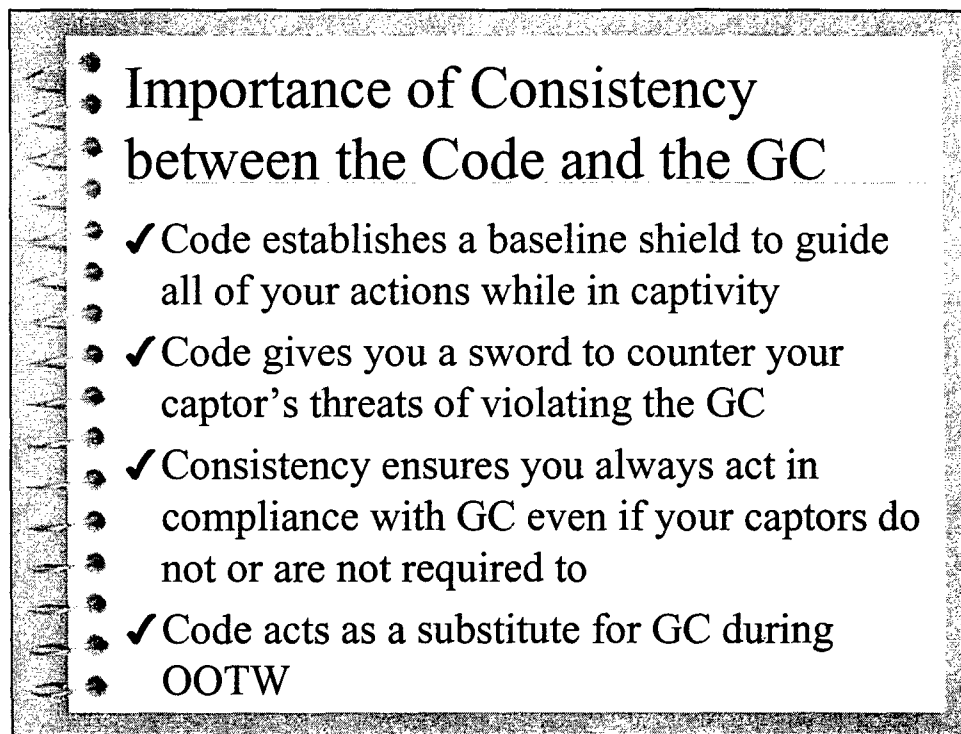 Importance of Consistency
between the Code and the GC
✓Code establishes a baseline shield to guide
all of your actions while in captivity
✓Code gives you a sword to counter your
captor's threats of violating the GC
✓Consistency ensures you always act in
compliance with GC even if your captors do
not or are not required to
✓Code acts as a substitute for GC during
OOTW